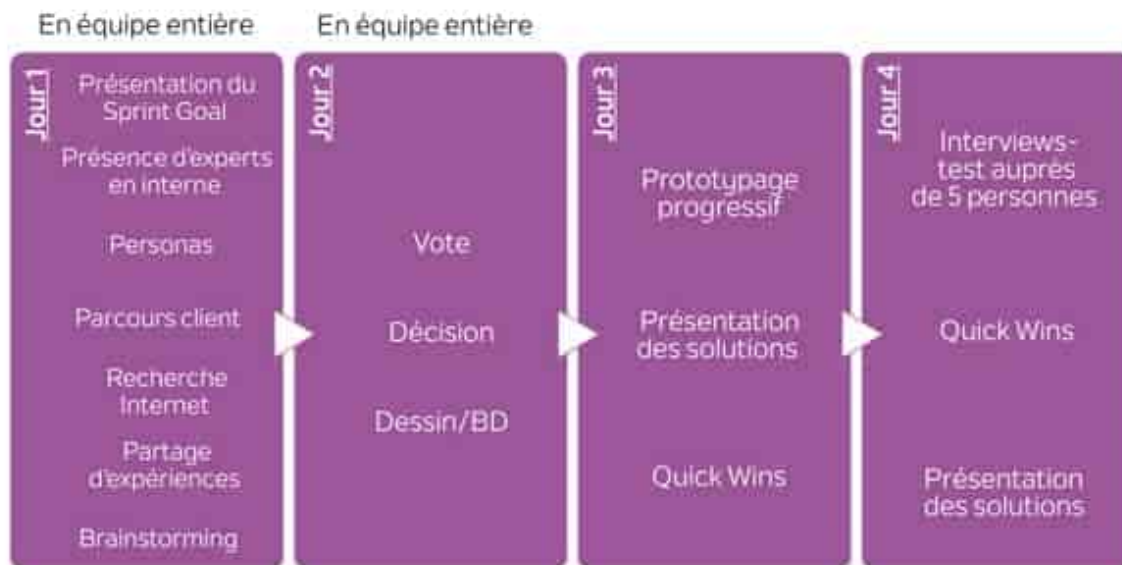 En équipe entière
En équipe entière
Jour 1
Présentation du
Sprint Goal
Présence d'experts
en interne
Personas
Parcours client
Recherche
Internet
Partage
d'expériences
Brainstorming
Jour 2
Vote
Décision
Dessin/BD
Jour 3
Prototypage
progressif
Présentation
des solutions
Quick Wins
Jour 4
Interviews-
test auprès
de 5 personnes
Quick Wins
Présentation
des solutions